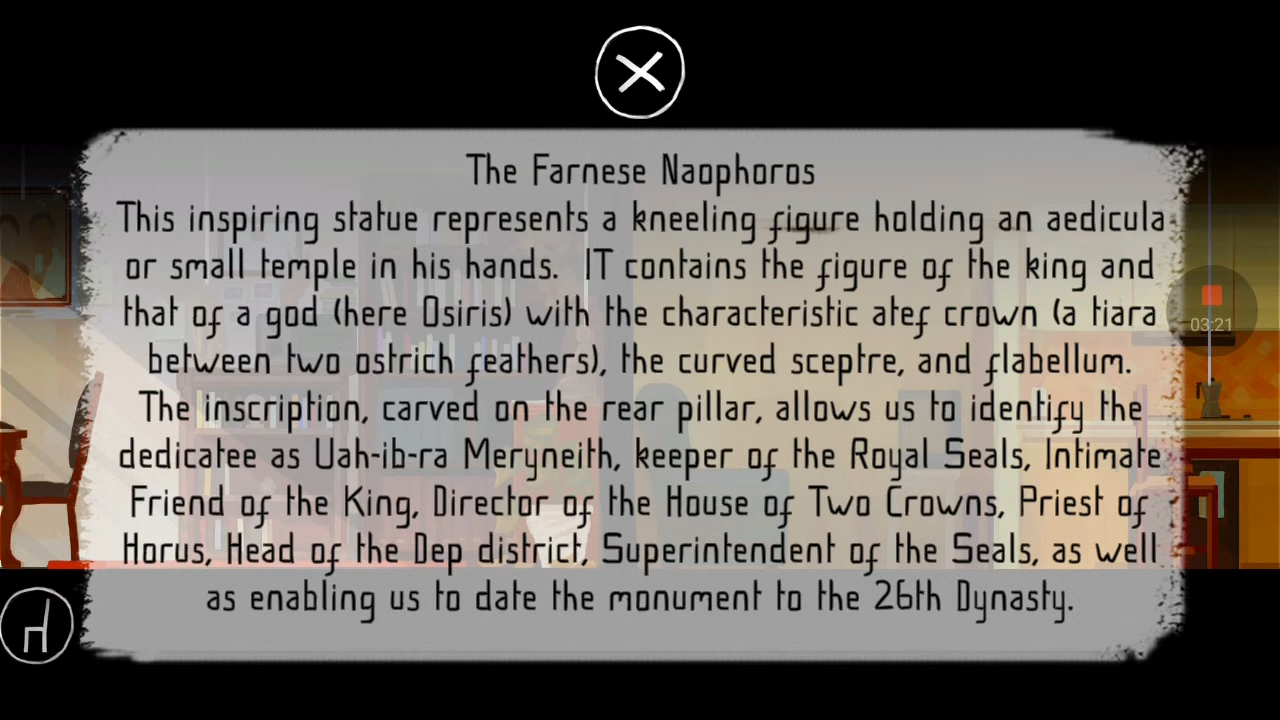 The Farnese Naophoros
This inspiring statue represents a kneeling figure holding an aedicula
or small temple in his hands. IT contains the figure of the king and
that of a god (here Osiris) with the characteristic atef crown (a tiara
between two ostrich feathers), the curved sceptre, and flabellum.
The inscription, carved on the rear pillar, allows us to identify the
dedicatee as Uah-ib-ra Meryneith, keeper of the Royal Seals, Intimate
Friend of the King, Director of the House of Two Crowns, Priest of
Horus, Head of the Dep district, Superintendent of the Seals, as well
as enabling us to date the monument to the 26th Dynasty.
03:21